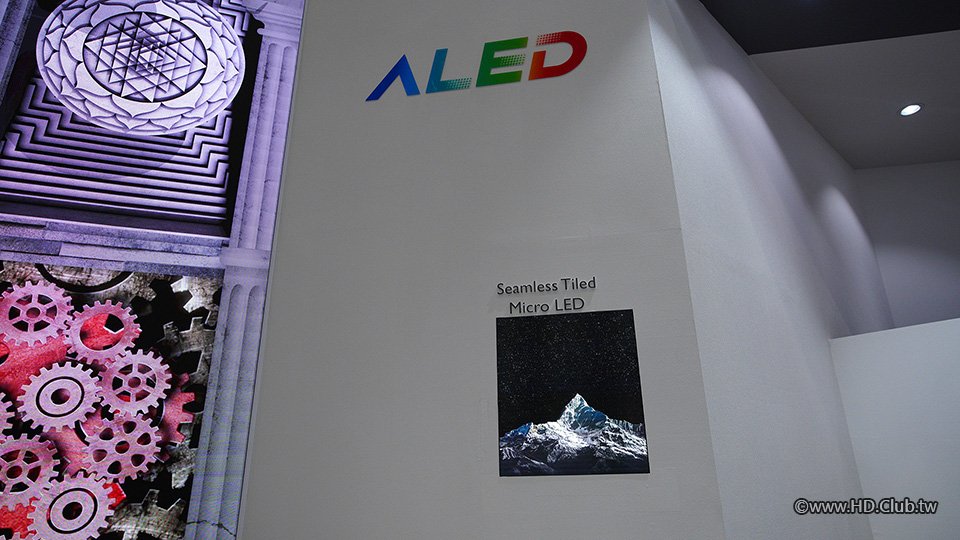 ALED
Seamless Tiled
Micro LED
©www.HD.Club.tw